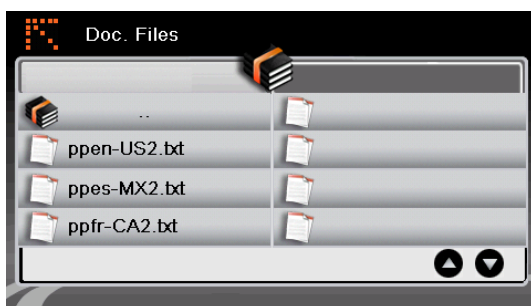 Doc. Files
..
ppen-US2.txt
ppes-MX2.txt
ppfr-CA2.txt